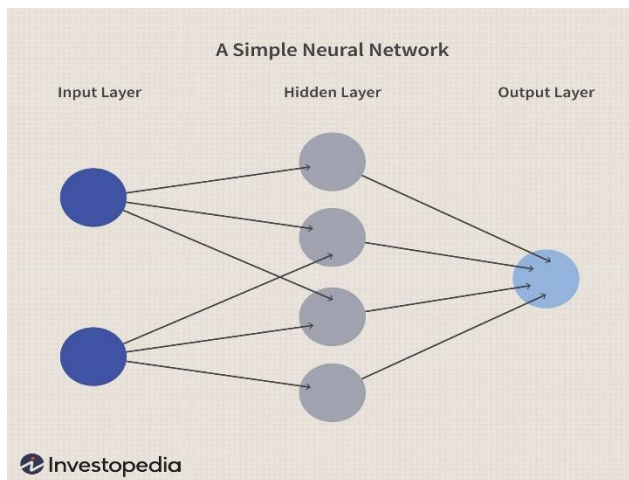 A Simple Neural Network
Input Layer Hidden Layer Output Layer
Investopedia